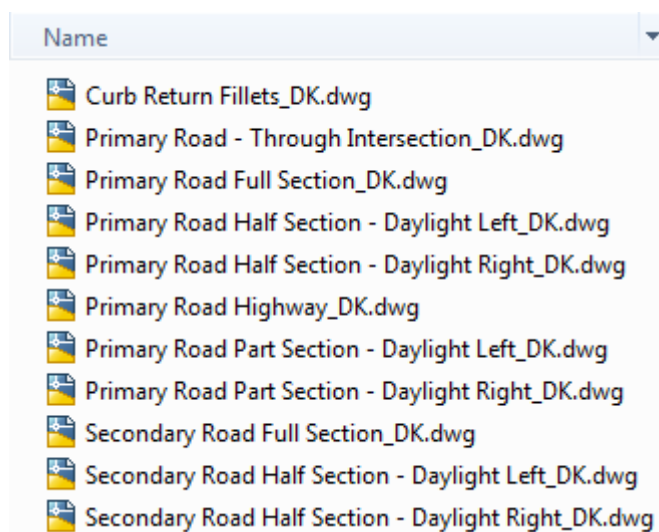 Name
Curb Return Fillets_DK.dwg
Primary Road - Through Intersection_DK.dwg
Primary Road Full Section_DK.dwg
Primary Road Half Section - Daylight Left_DK.dwg
Primary Road Half Section - Daylight Right_DK.dwg
Primary Road Highway_DK.dwg
Primary Road Part Section - Daylight Left_DK.dwg
Primary Road Part Section - Daylight Right_DK.dwg
Secondary Road Full Section_DK.dwg
Secondary Road Half Section - Daylight Left_DK.dwg
Secondary Road Half Section - Daylight Right_DK.dwg